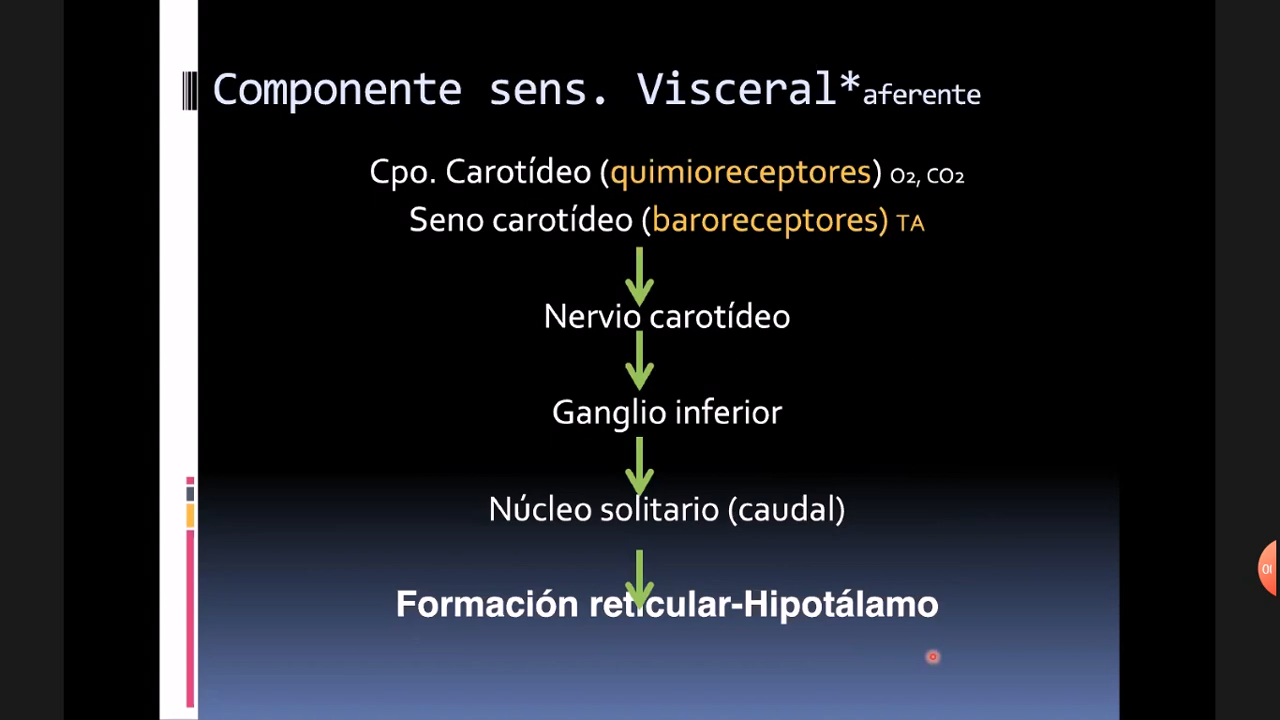 Componente sens. Visceral*aferente
Cpo. Carotídeo (quimioreceptores) O2, CO2
Seno carotídeo (baroreceptores) TA
Nervio carotídeo
Ganglio inferior
Núcleo solitario (caudal)
Formación reticular-Hipotálamo